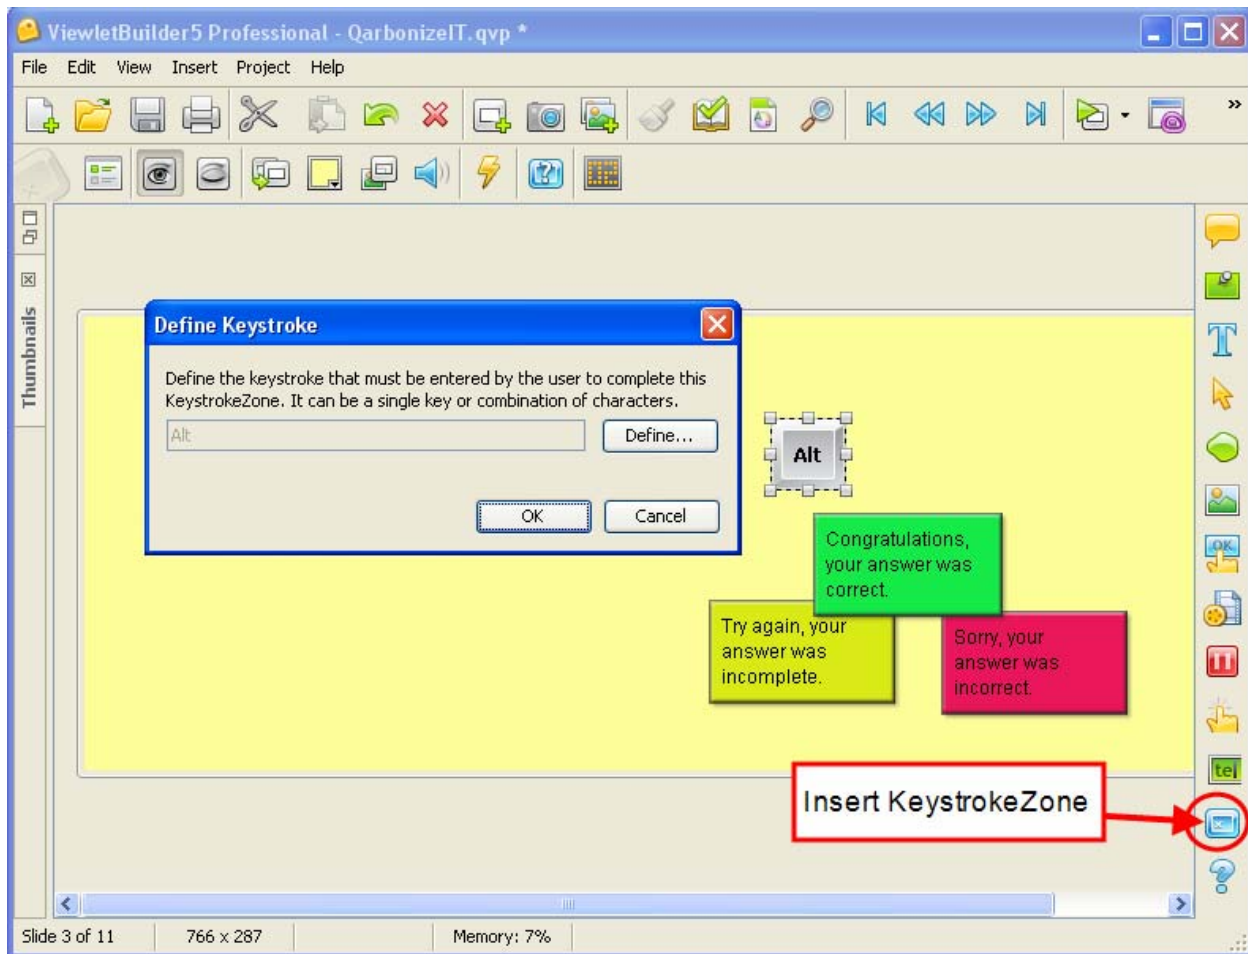 ViewletBuilder5 Professional - QarbonizeIT.qvp *
File Edit View Insert Project Help
»
Thumbnails
Define Keystroke
Define the keystroke that must be entered by the user to complete this
KeystrokeZone. It can be a single key or combination of characters.
Alt
Define...
OK
Cancel
Alt
Congratulations,
your answer was
correct.
Try again, your
answer was
incomplete.
Sorry, your
answer was
incorrect.
T
OK
te
Insert KeystrokeZone
Slide 3 of 11
766 x 287
Memory: 7%